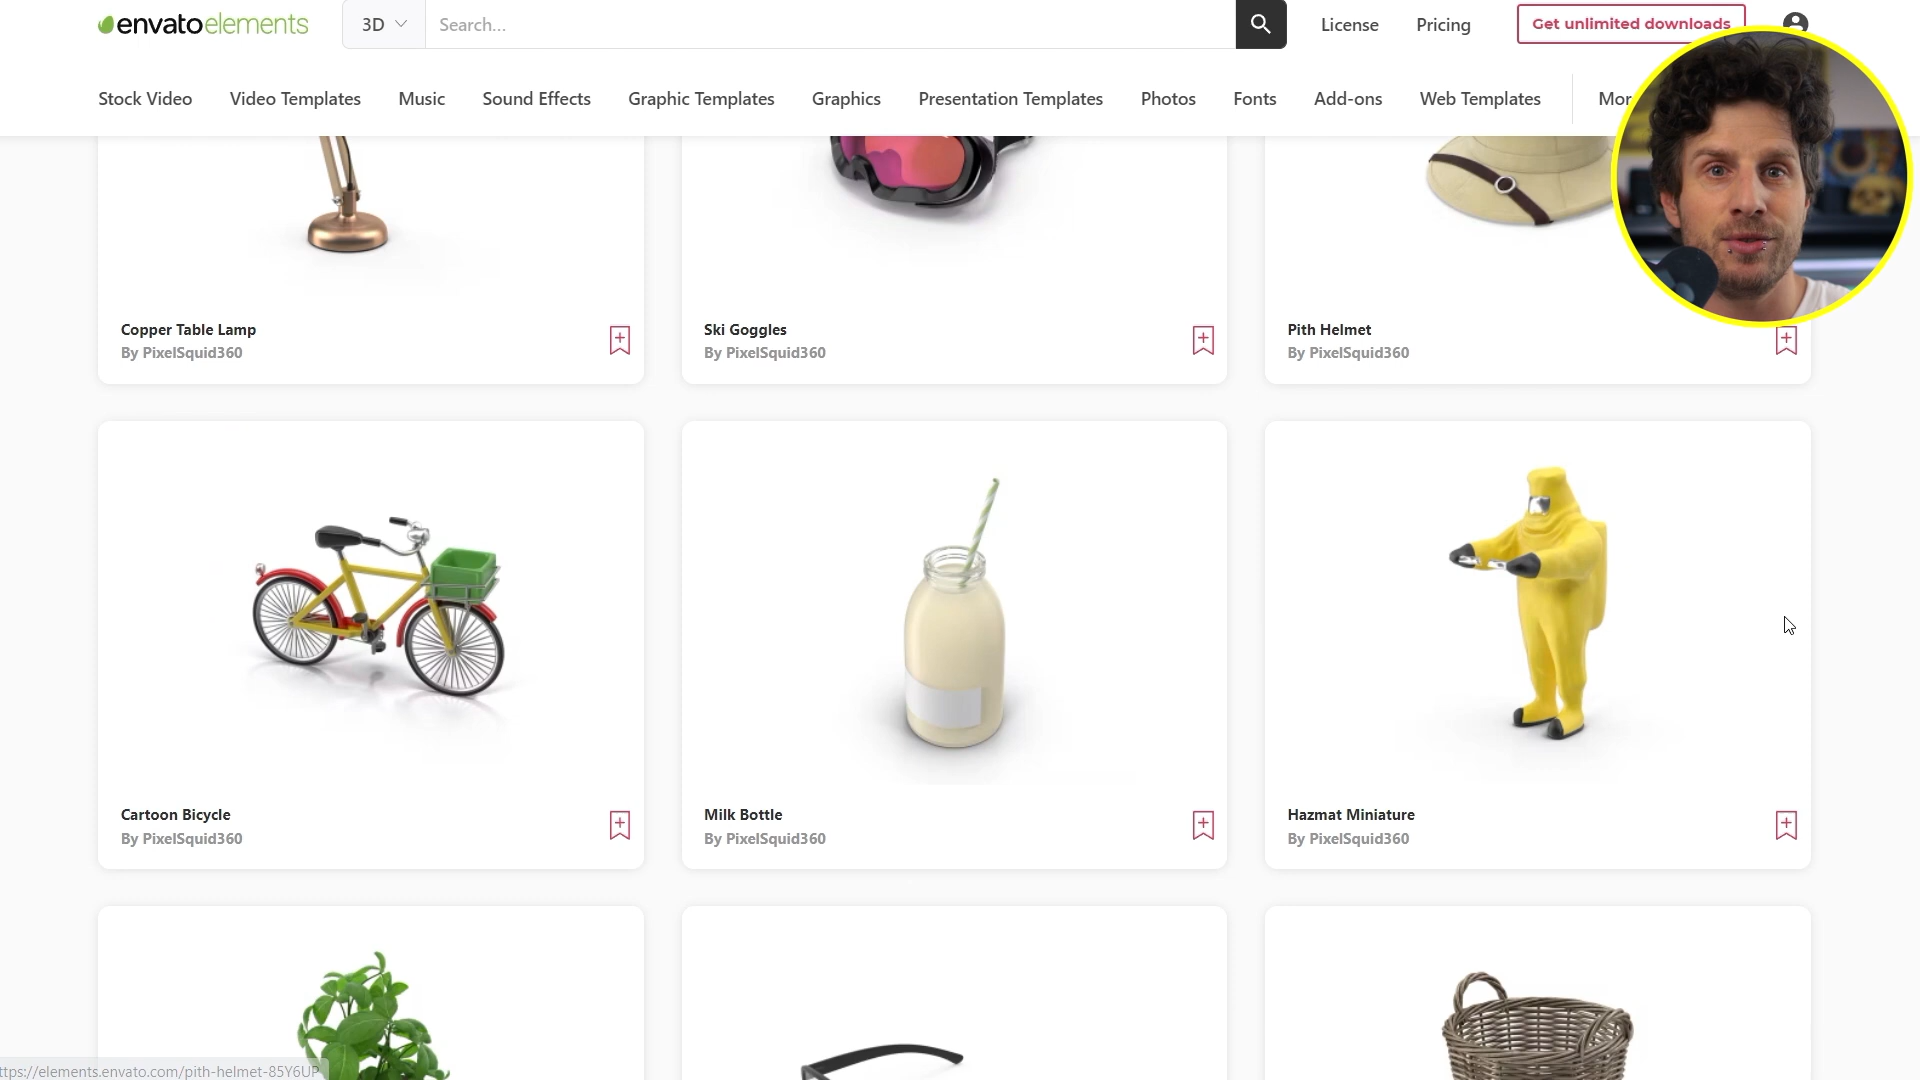 envatoelements
3D
Search...
License
Pricing
Get unlimited downloads
Stock Video
Video Templates
Music
Sound Effects
Graphic Templates
Graphics
Presentation Templates
Photos
Fonts
Add-ons
Web Templates
Mor
Copper Table Lamp
By PixelSquid360
Ski Goggles
By PixelSquid360
Pith Helmet
By PixelSquid360
Cartoon Bicycle
By PixelSquid360
Milk Bottle
By PixelSquid360
Hazmat Miniature
By PixelSquid360
ttps://elements.envato.com/pith-helmet-85Y6UP